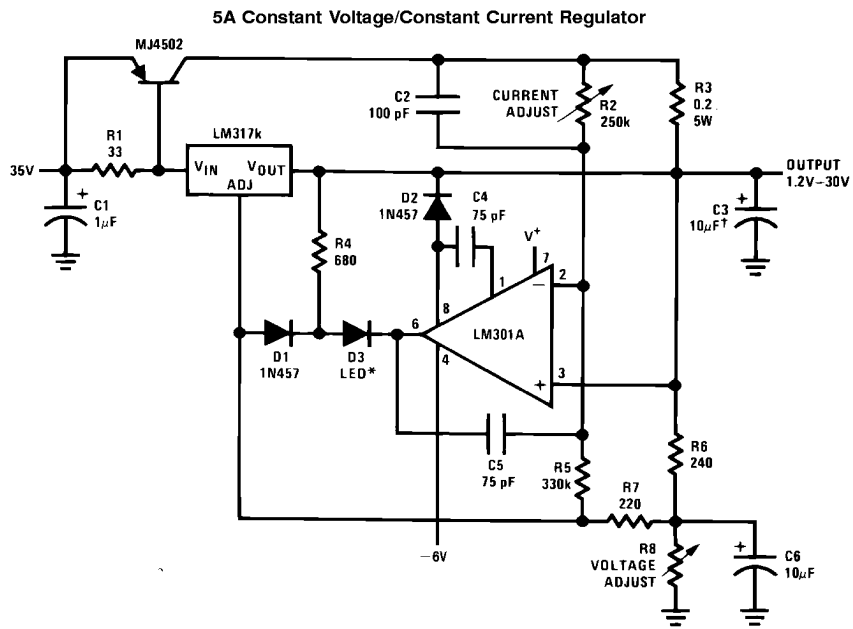 5A Constant Voltage/Constant Current Regulator
MJ4502
R1
33
LM317k
VIN
VOUT
ADJ
35V
C1
1μF
C2
100 pF
CURRENT
ADJUST
R2
250k
R3
0.2
5W
OUTPUT
1.2V–30V
C3
10μF†
D2
1N457
C4
75 pF
R4
680
V+
7
1
2
−
8
6
LM301A
4
3
+
D1
1N457
D3
LED*
C5
75 pF
R5
330k
R6
240
R7
220
R8
VOLTAGE
ADJUST
C6
10μF
−6V